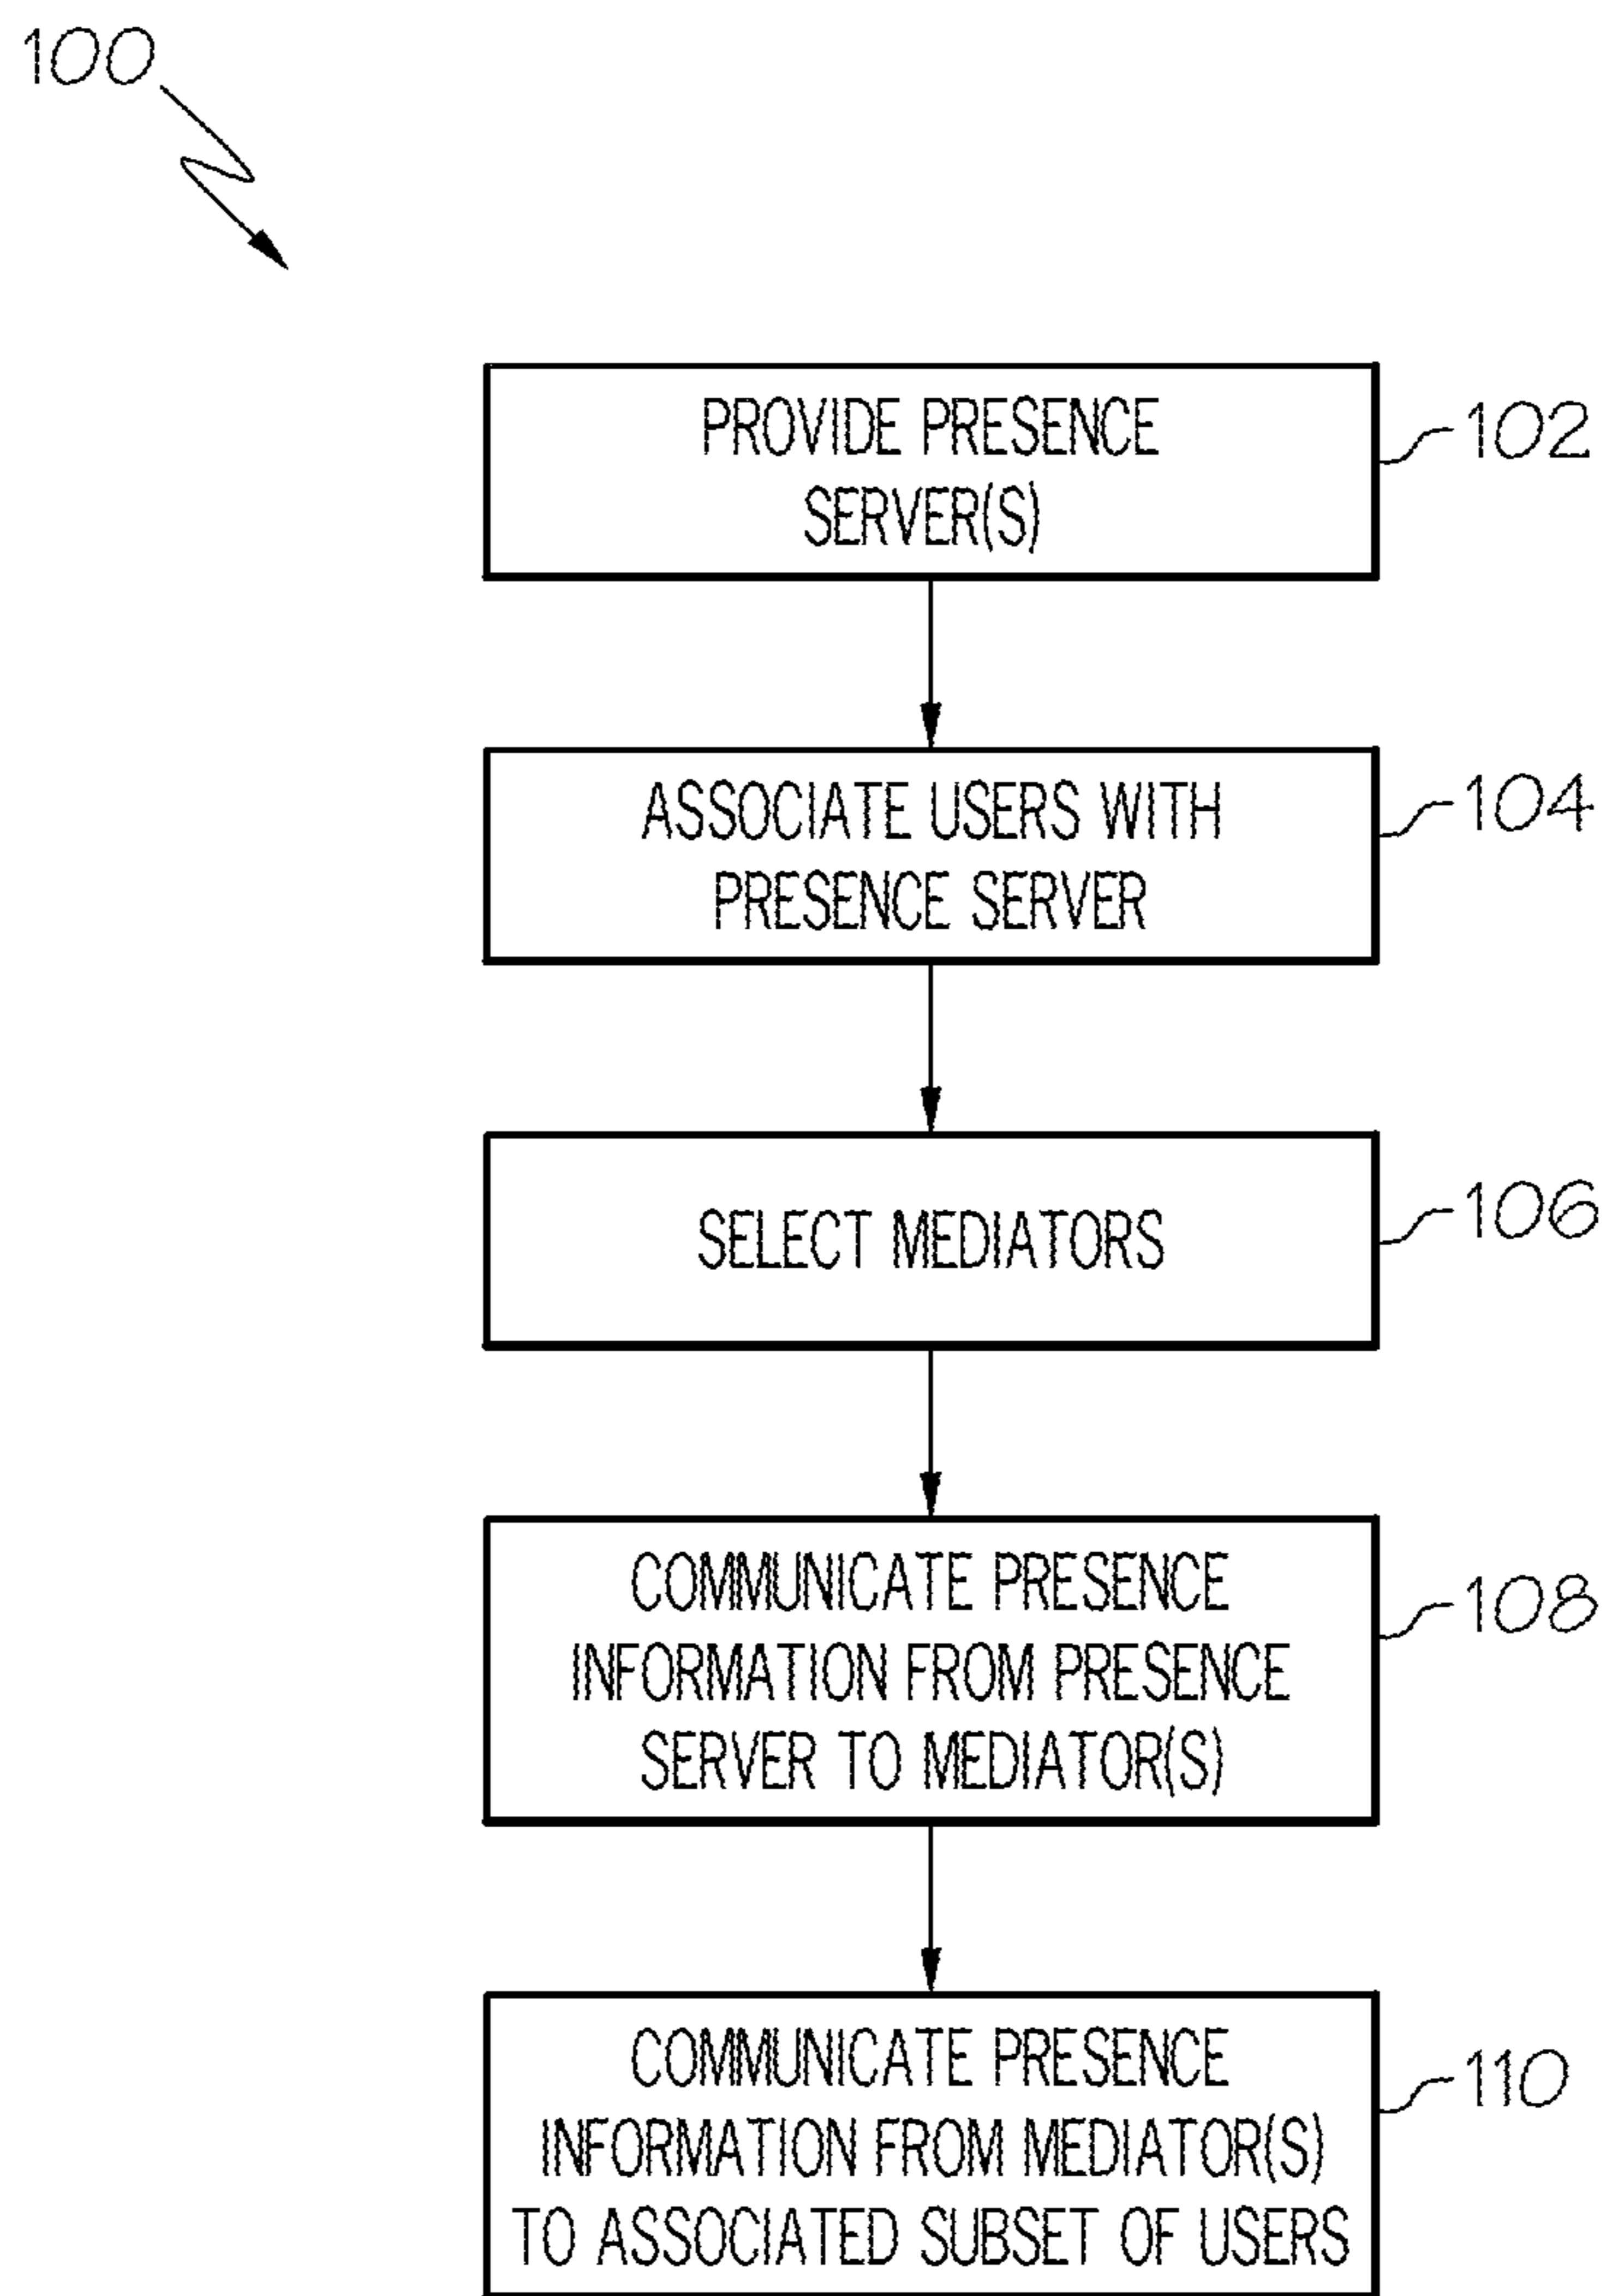 100
PROVIDE PRESENCE
SERVER(S)
102
ASSOCIATE USERS WITH
PRESENCE SERVER
104
SELECT MEDIATORS
106
COMMUNICATE PRESENCE
INFORMATION FROM PRESENCE
SERVER TO MEDIATOR(S)
108
COMMUNICATE PRESENCE
INFORMATION FROM MEDIATOR(S)
TO ASSOCIATED SUBSET OF USERS
110